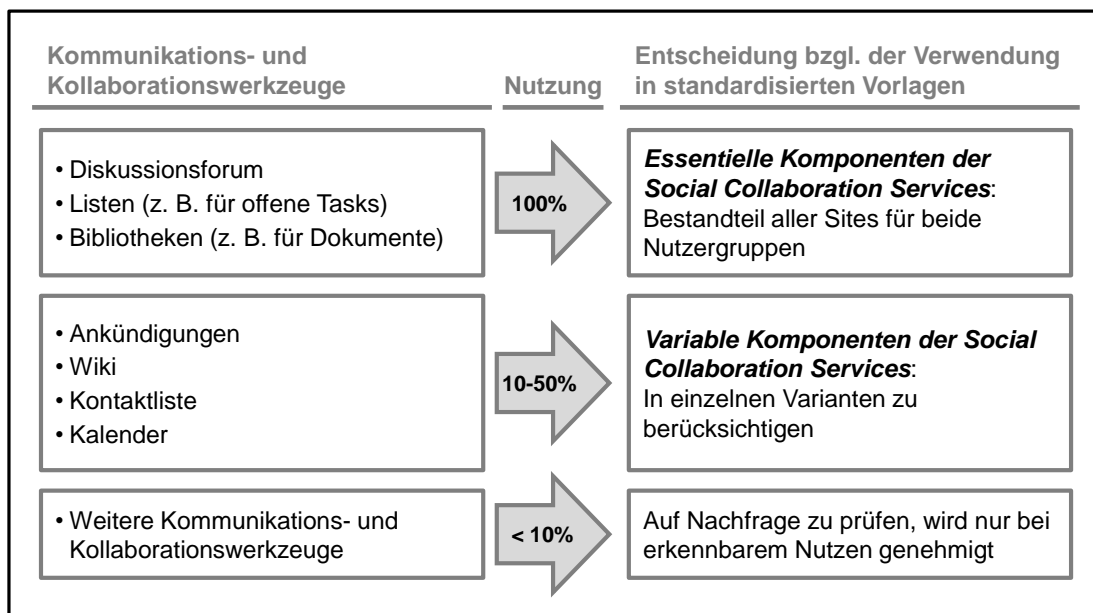 Kommunikations- und
Kollaborationswerkzeuge
Nutzung
Entscheidung bzgl. der Verwendung
in standardisierten Vorlagen
• Diskussionsforum
• Listen (z. B. für offene Tasks)
• Bibliotheken (z. B. für Dokumente)
100%
Essentielle Komponenten der
Social Collaboration Services:
Bestandteil aller Sites für beide
Nutzergruppen
• Ankündigungen
• Wiki
• Kontaktliste
• Kalender
10-50%
Variable Komponenten der Social
Collaboration Services:
In einzelnen Varianten zu
berücksichtigen
• Weitere Kommunikations- und
Kollaborationswerkzeuge
< 10%
Auf Nachfrage zu prüfen, wird nur bei
erkennbarem Nutzen genehmigt